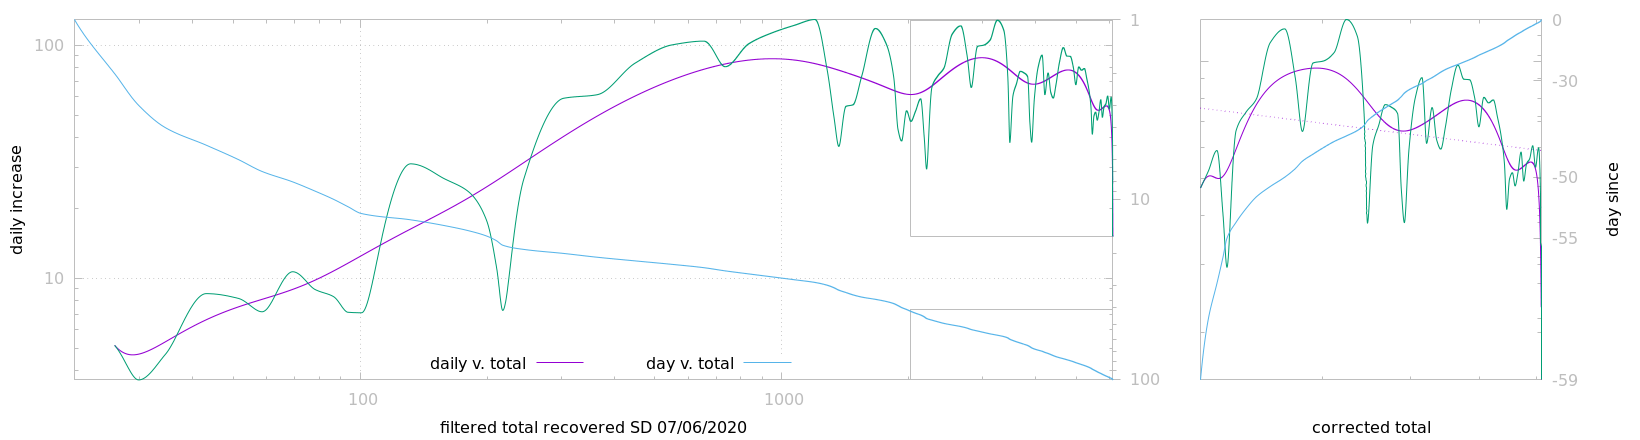 100
10
daily increase
1
10
100
0
-30
-50
-55
-59
day since
daily v. total
day v. total
100
1000
filtered total recovered SD 07/06/2020
corrected total